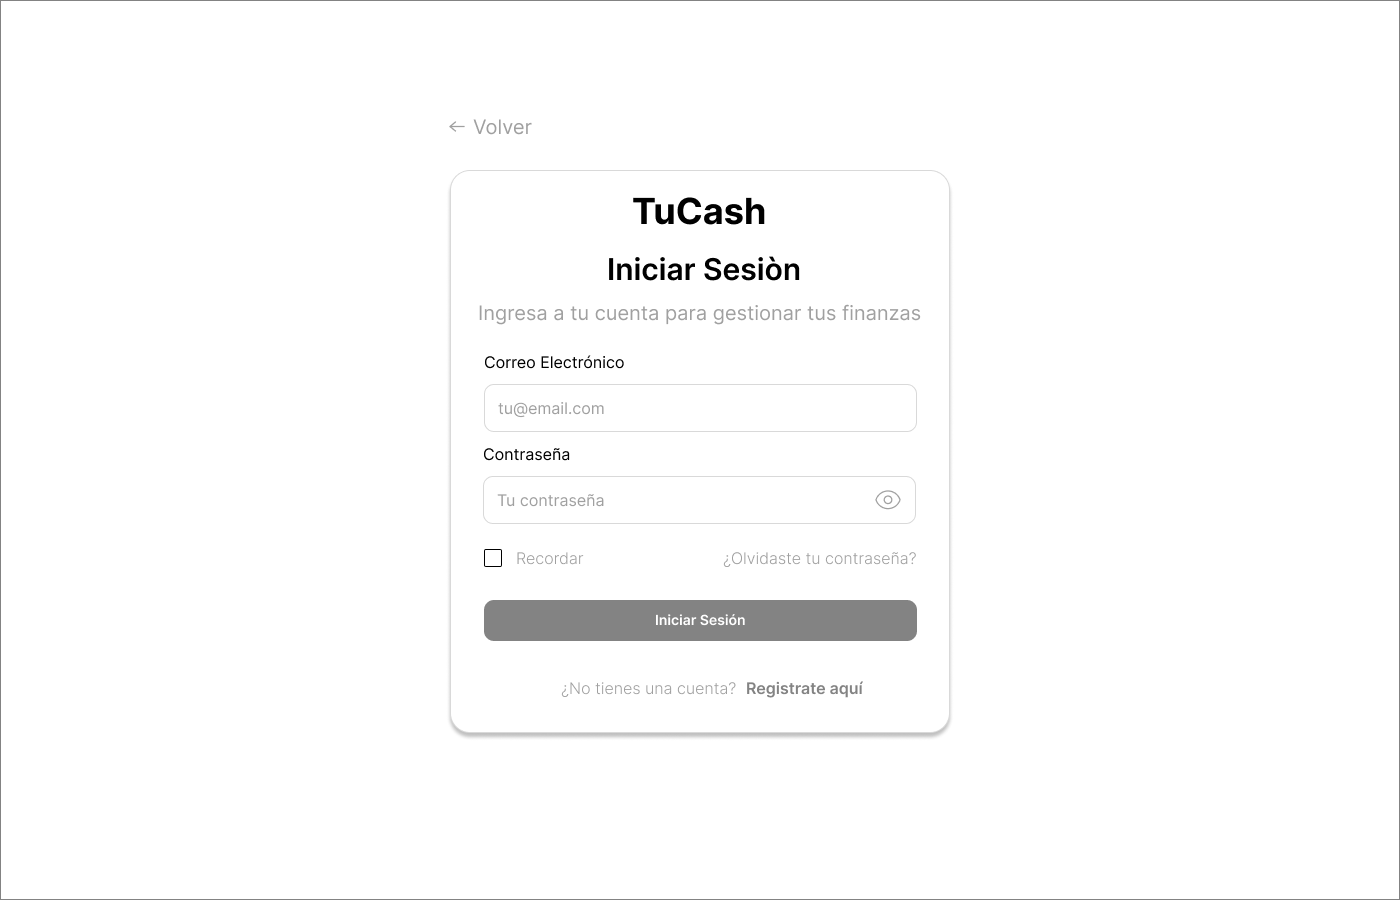 ← Volver
TuCash
Iniciar Sesiòn
Ingresa a tu cuenta para gestionar tus finanzas
Correo Electrónico
tu@email.com
Contraseña
Tu contraseña
Recordar ¿Olvidaste tu contraseña?
Iniciar Sesión
¿No tienes una cuenta? Registrate aquí